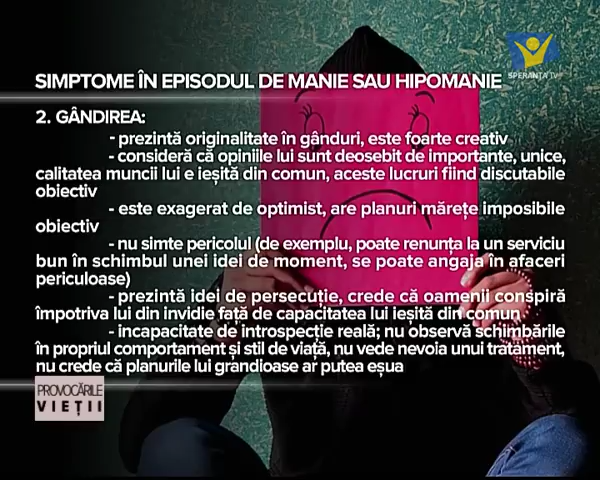 SPERANȚA TV
SIMPTOME ÎN EPISODUL DE MANIE SAU HIPOMANIE
2. GÂNDIREA:
- prezintă originalitate în gânduri, este foarte creativ
- consideră că opiniile lui sunt deosebit de importante, unice,
calitatea muncii lui e ieșită din comun, aceste lucruri fiind discutabile
obiectiv
- este exagerat de optimist, are planuri mărețe imposibile
obiectiv
- nu simte pericolul (de exemplu, poate renunța la un serviciu
bun în schimbul unei idei de moment, se poate angaja în afaceri
periculoase)
- prezintă idei de persecuție, crede că oamenii conspiră
împotriva lui din invidie față de capacitatea lui ieșită din comun
- incapacitate de introspecție reală; nu observă schimbările
în propriul comportament și stil de viață, nu vede nevoia unui tratament,
nu crede că planurile lui grandioase ar putea eșua
PROVOCĂRILE
VIEȚII